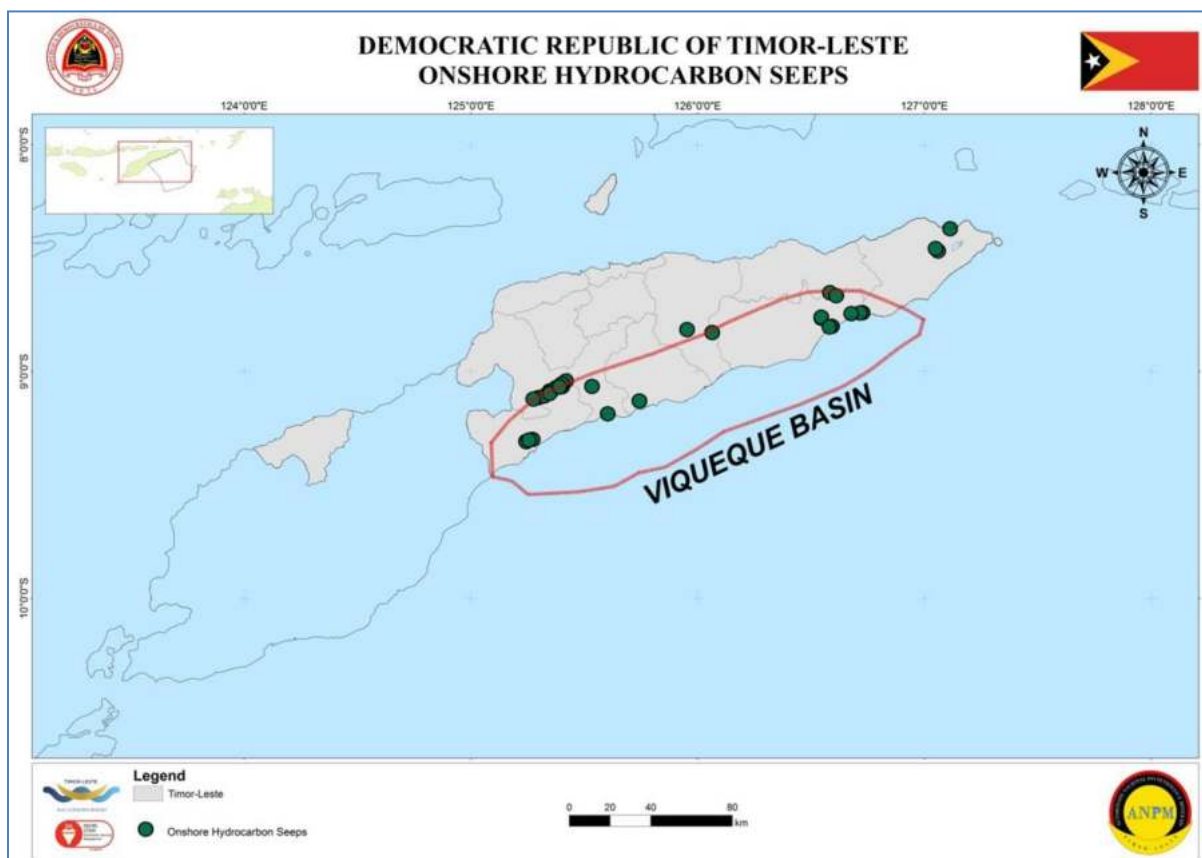 DEMOCRATIC REPUBLIC OF TIMOR-LESTE
ONSHORE HYDROCARBON SEEPS
124°0'0"E
125°0'0"E
126°0'0"E
127°0'0"E
128°0'0"E
8°0'0"S
9°0'0"S
10°0'0"S
N
W
E
S
VIQUEQUE BASIN
Legend
Timor-Leste
Onshore Hydrocarbon Seeps
0 20 40 80
km
TIMOR-LESTE
ANPM